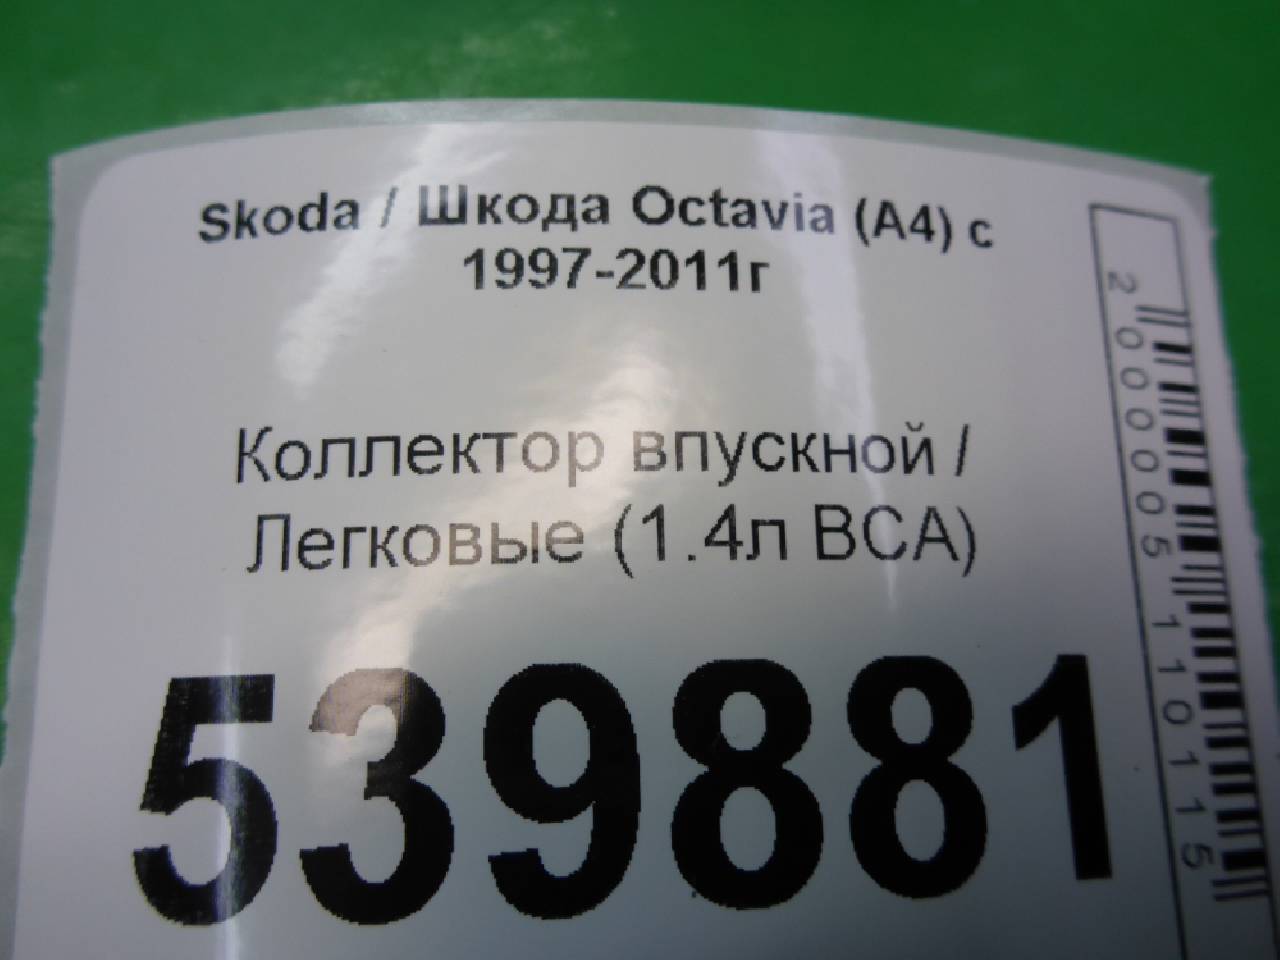 Skoda / Шкода Octavia (A4) с
1997-2011г
Коллектор впускной /
Легковые (1.4л BCA)
539881
2000005110115